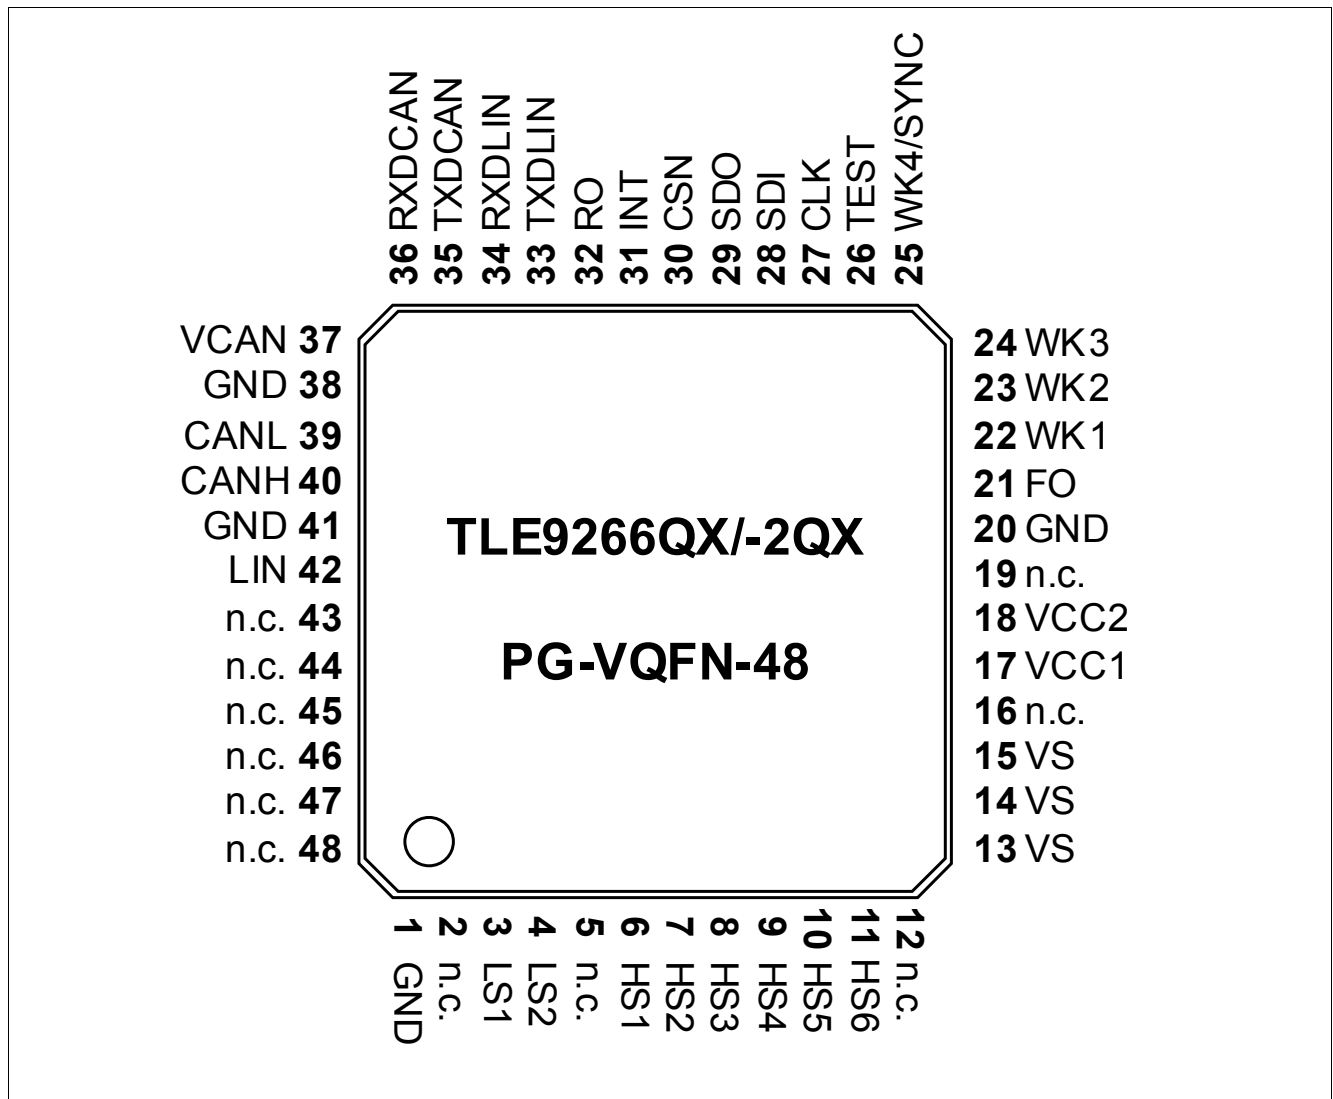 36 RXDCAN
35 TXDCAN
34 RXDLIN
33 TXDLIN
32 RO
31 INT
30 CSN
29 SDO
28 SDI
27 CLK
26 TEST
25 WK4/SYNC
VCAN 37
GND 38
CANL 39
CANH 40
GND 41
LIN 42
n.c. 43
n.c. 44
n.c. 45
n.c. 46
n.c. 47
n.c. 48
TLE9266QX/-2QX
PG-VQFN-48
24 WK3
23 WK2
22 WK1
21 FO
20 GND
19 n.c.
18 VCC2
17 VCC1
16 n.c.
15 VS
14 VS
13 VS
1 GND
2 n.c.
3 LS1
4 LS2
5 n.c.
6 HS1
7 HS2
8 HS3
9 HS4
10 HS5
11 HS6
12 n.c.